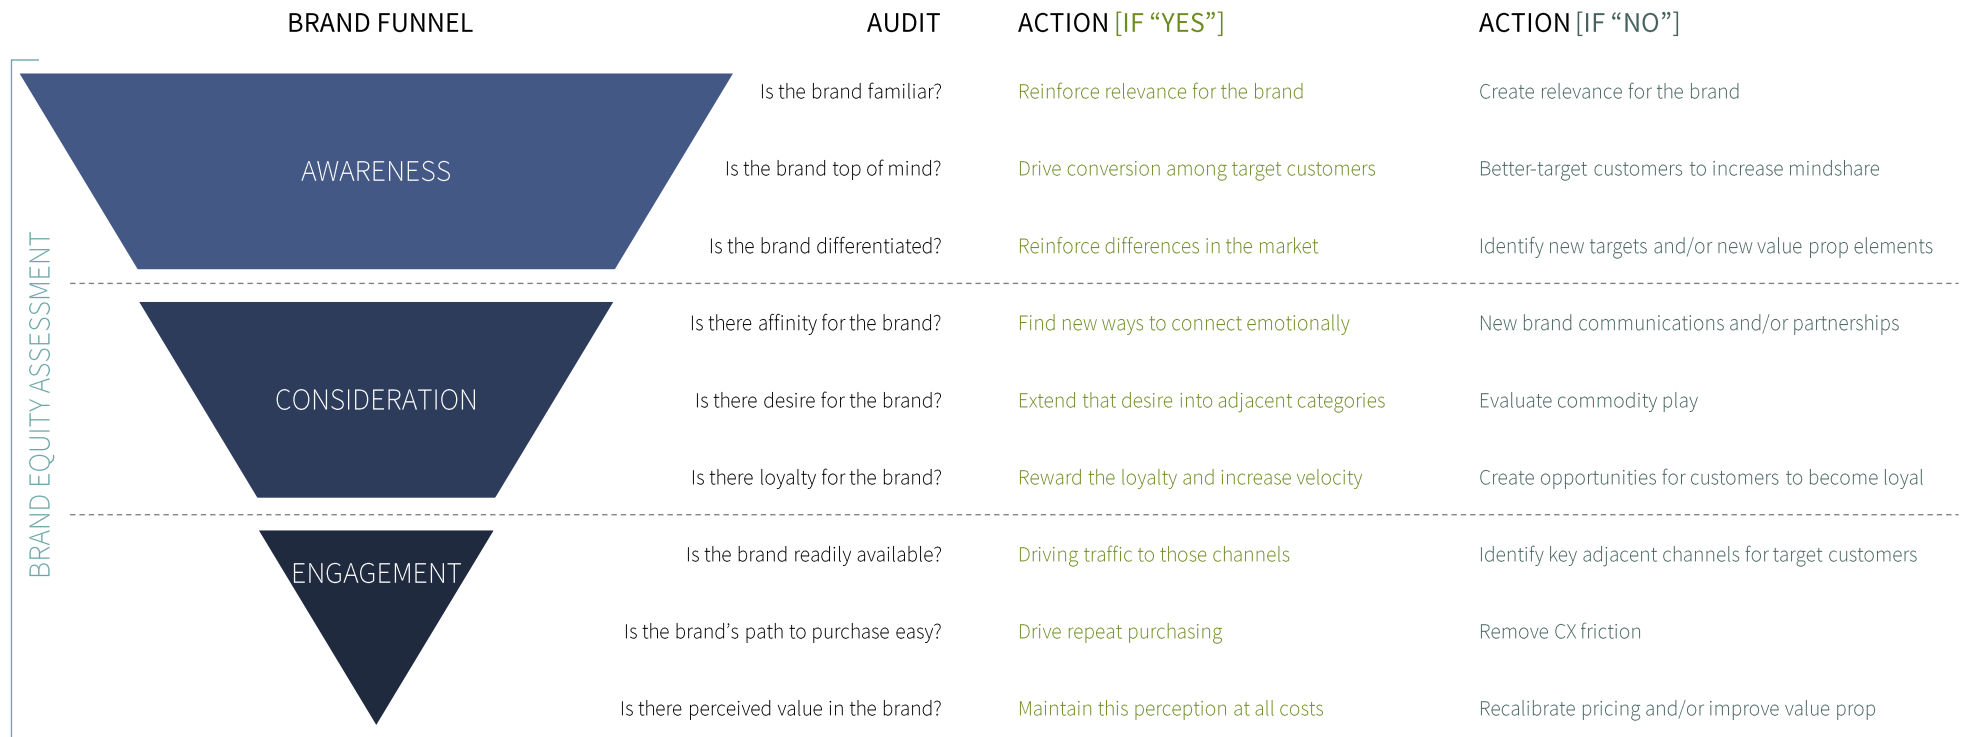 BRAND FUNNEL AUDIT ACTION [IF “YES”] ACTION [IF “NO”]
BRAND EQUITY ASSESSMENT
AWARENESS
Is the brand familiar? Reinforce relevance for the brand Create relevance for the brand
Is the brand top of mind? Drive conversion among target customers Better-target customers to increase mindshare
Is the brand differentiated? Reinforce differences in the market Identify new targets and/or new value prop elements
CONSIDERATION
Is there affinity for the brand? Find new ways to connect emotionally New brand communications and/or partnerships
Is there desire for the brand? Extend that desire into adjacent categories Evaluate commodity play
Is there loyalty for the brand? Reward the loyalty and increase velocity Create opportunities for customers to become loyal
ENGAGEMENT
Is the brand readily available? Driving traffic to those channels Identify key adjacent channels for target customers
Is the brand’s path to purchase easy? Drive repeat purchasing Remove CX friction
Is there perceived value in the brand? Maintain this perception at all costs Recalibrate pricing and/or improve value prop